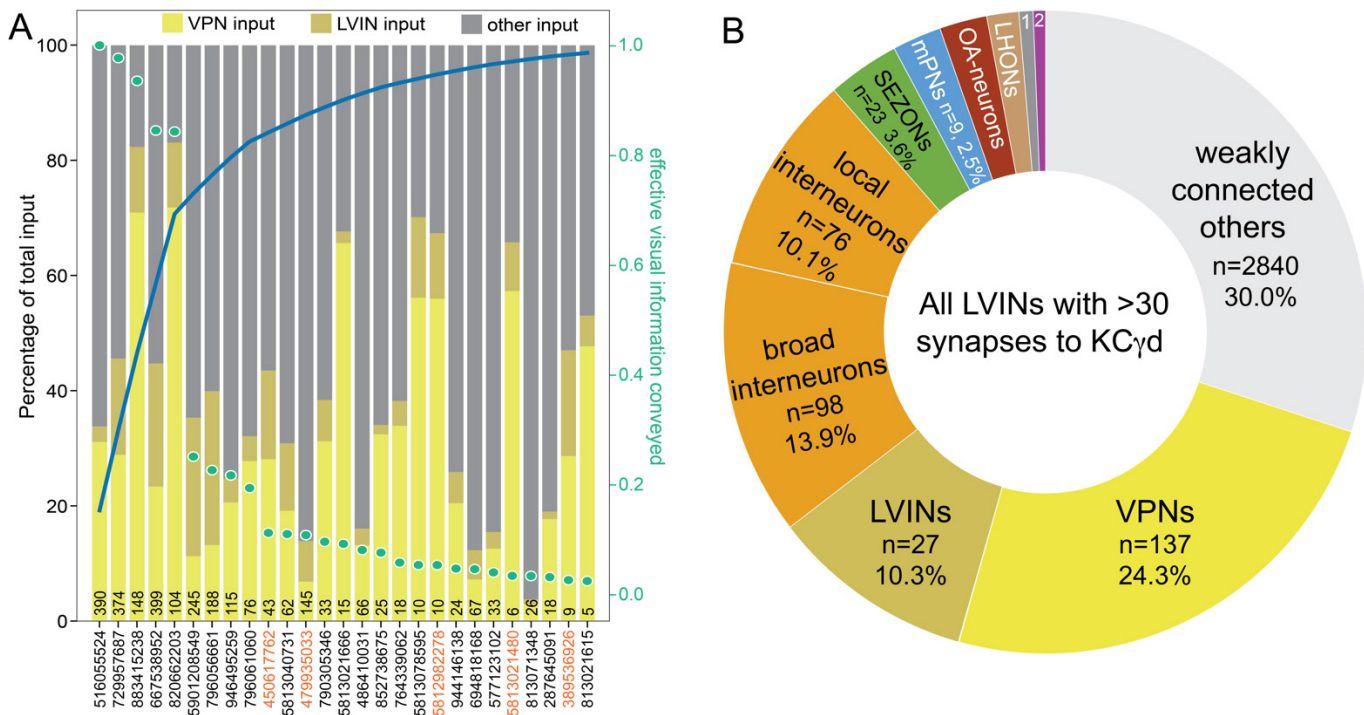 A
VPN input
LVIN input
other input
Percentage of total input
100
80
60
40
20
0
1.0
0.8
0.6
0.4
0.2
0.0
effective visual information conveyed
390
374
148
399
104
245
188
115
76
43
62
145
33
15
66
25
18
10
10
24
67
33
6
26
18
9
5
516055524
729957687
883415238
667538952
820662203
5901208549
796056661
946495259
796061060
450617762
5813040731
479935033
790305346
5813021666
486410031
852738675
764339062
5813078595
5812982278
944146138
694818168
577123102
5813021480
813071348
287645091
389536926
813021615
B
weakly
connected
others
n=2840
30.0%
VPNs
n=137
24.3%
LVINs
n=27
10.3%
broad
interneurons
n=98
13.9%
local
interneurons
n=76
10.1%
SEZONs
n=23 3.6%
mPNs n=9, 2.5%
OA-neurons
LHONs
1
2
All LVINs with >30
synapses to KCγd